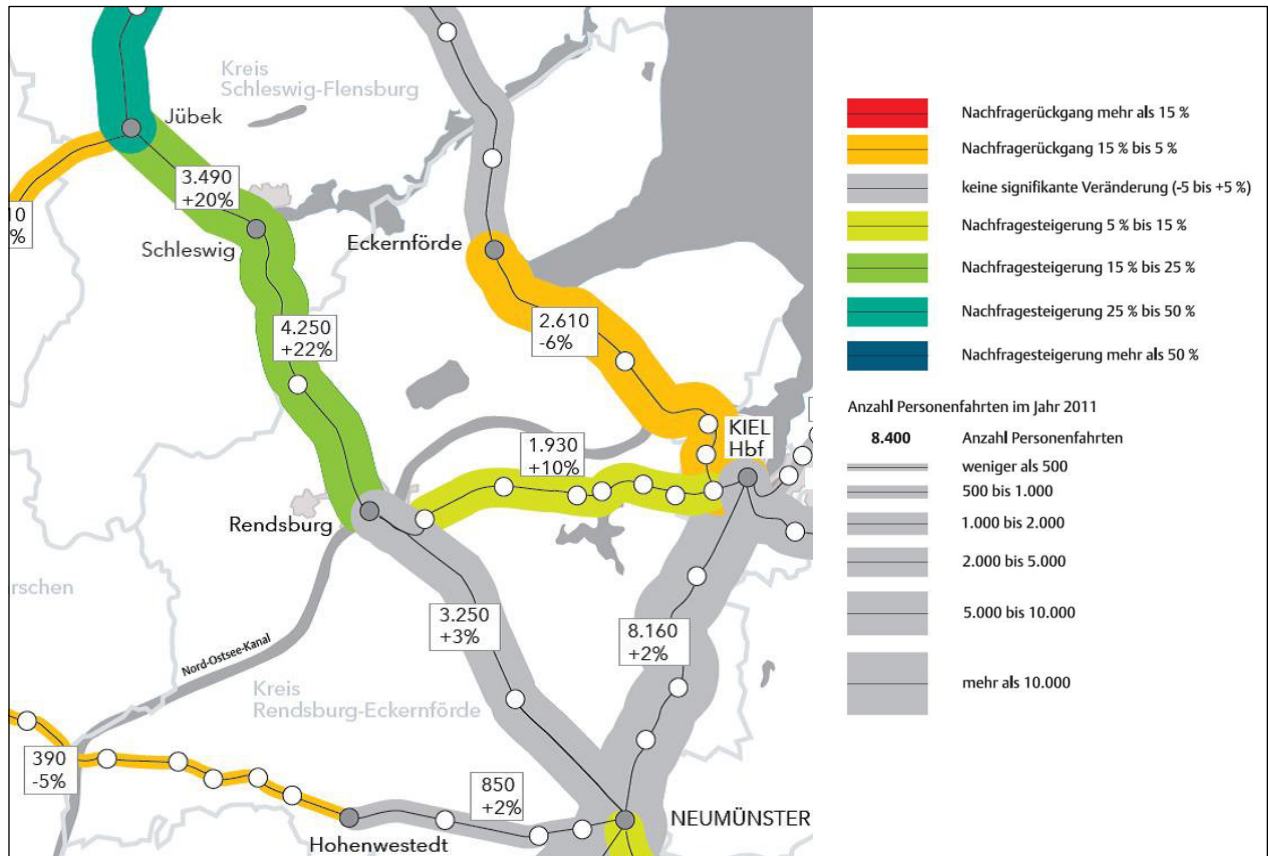 Kreis
Schleswig-Flensburg
Jübek
3.490
+20%
10
%
Schleswig
Eckernförde
4.250
+22%
2.610
-6%
KIEL
Hbf
1.930
+10%
Rendsburg
rschen
3.250
+3%
8.160
+2%
Nord-Ostsee-Kanal
Kreis
Rendsburg-Eckernförde
390
-5%
850
+2%
NEUMÜNSTER
Hohenwestedt
Nachfragerückgang mehr als 15 %
Nachfragerückgang 15 % bis 5 %
keine signifikante Veränderung (-5 bis +5 %)
Nachfragesteigerung 5 % bis 15 %
Nachfragesteigerung 15 % bis 25 %
Nachfragesteigerung 25 % bis 50 %
Nachfragesteigerung mehr als 50 %
Anzahl Personenfahrten im Jahr 2011
8.400 Anzahl Personenfahrten
weniger als 500
500 bis 1.000
1.000 bis 2.000
2.000 bis 5.000
5.000 bis 10.000
mehr als 10.000